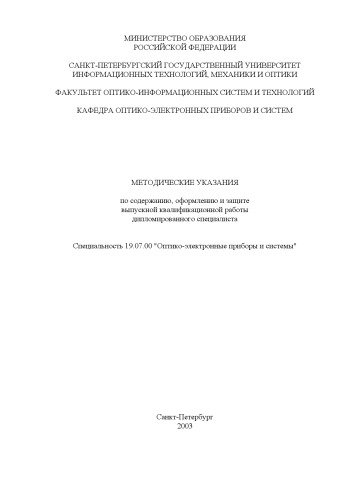 МИНИСТЕРСТВО ОБРАЗОВАНИЯ
РОССИЙСКОЙ ФЕДЕРАЦИИ
САНКТ-ПЕТЕРБУРГСКИЙ ГОСУДАРСТВЕННЫЙ УНИВЕРСИТЕТ
ИНФОРМАЦИОННЫХ ТЕХНОЛОГИЙ, МЕХАНИКИ И ОПТИКИ
ФАКУЛЬТЕТ ОПТИКО-ИНФОРМАЦИОННЫХ СИСТЕМ И ТЕХНОЛОГИЙ
КАФЕДРА ОПТИКО-ЭЛЕКТРОННЫХ ПРИБОРОВ И СИСТЕМ
МЕТОДИЧЕСКИЕ УКАЗАНИЯ
по содержанию, оформлению и защите
выпускной квалификационной работы
дипломированного специалиста
Специальность 19.07.00 "Оптико-электронные приборы и системы"
Санкт-Петербург
2003